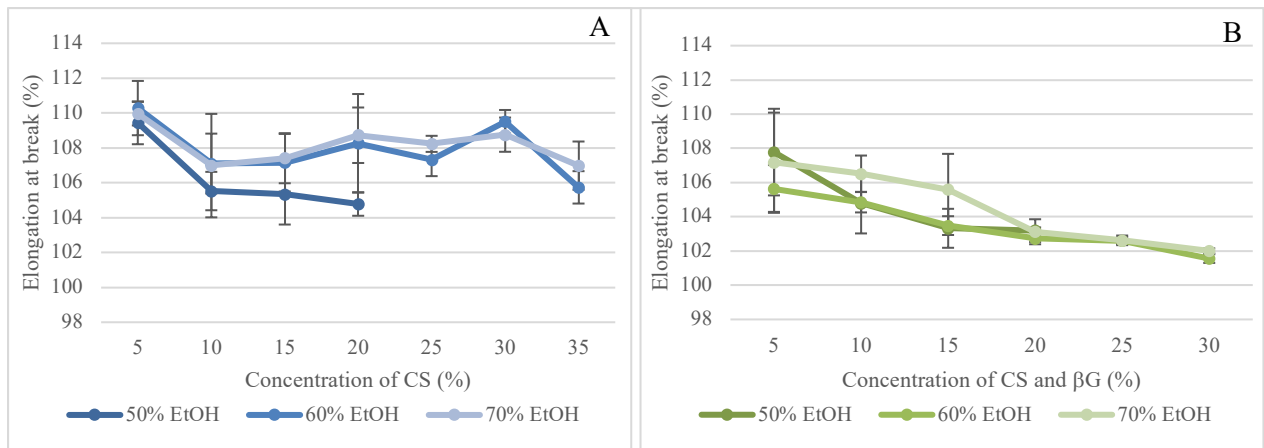 A
Elongation at break (%)
114
112
110
108
106
104
102
100
98
5 10 15 20 25 30 35
Concentration of CS (%)
50% EtOH 60% EtOH 70% EtOH
B
Elongation at break (%)
114
112
110
108
106
104
102
100
98
5 10 15 20 25 30
Concentration of CS and βG (%)
50% EtOH 60% EtOH 70% EtOH